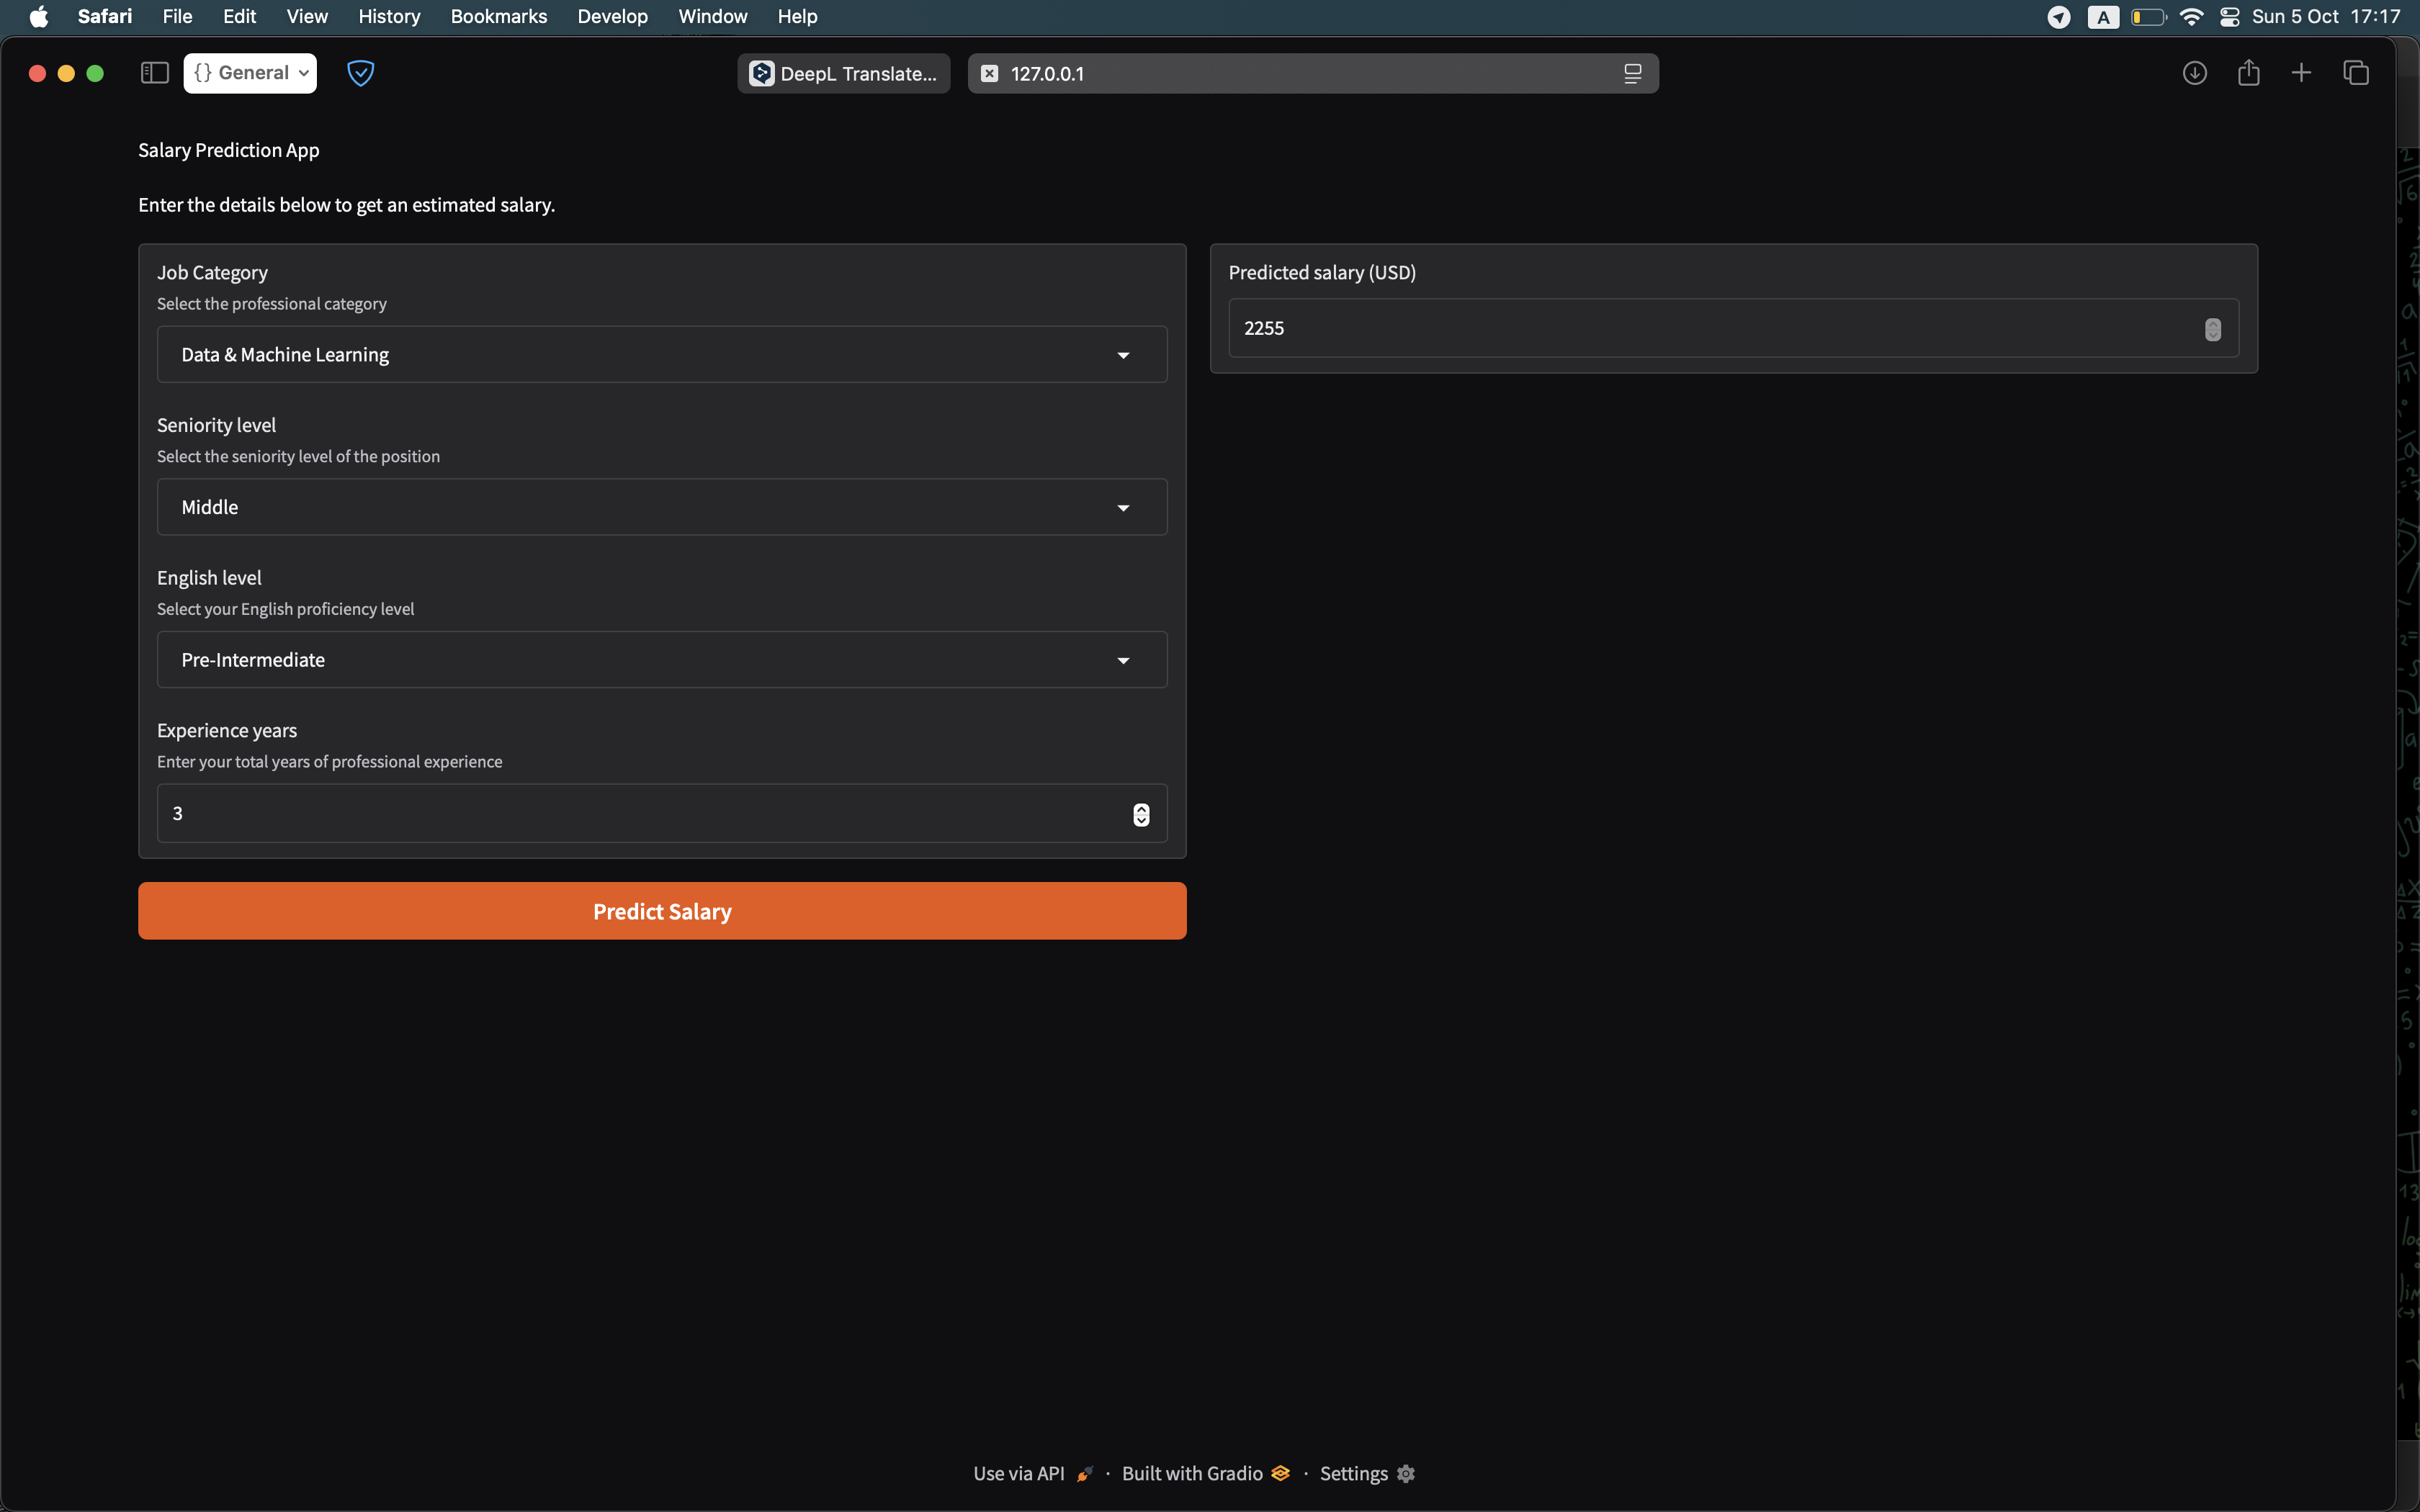 Safari File Edit View History Bookmarks Develop Window Help A Sun 5 Oct 17:17
{} General DeepL Translate... 127.0.0.1
Salary Prediction App
Enter the details below to get an estimated salary.
Job Category
Select the professional category
Data & Machine Learning
Seniority level
Select the seniority level of the position
Middle
English level
Select your English proficiency level
Pre-Intermediate
Experience years
Enter your total years of professional experience
3
Predict Salary
Predicted salary (USD)
2255
Use via API · Built with Gradio · Settings